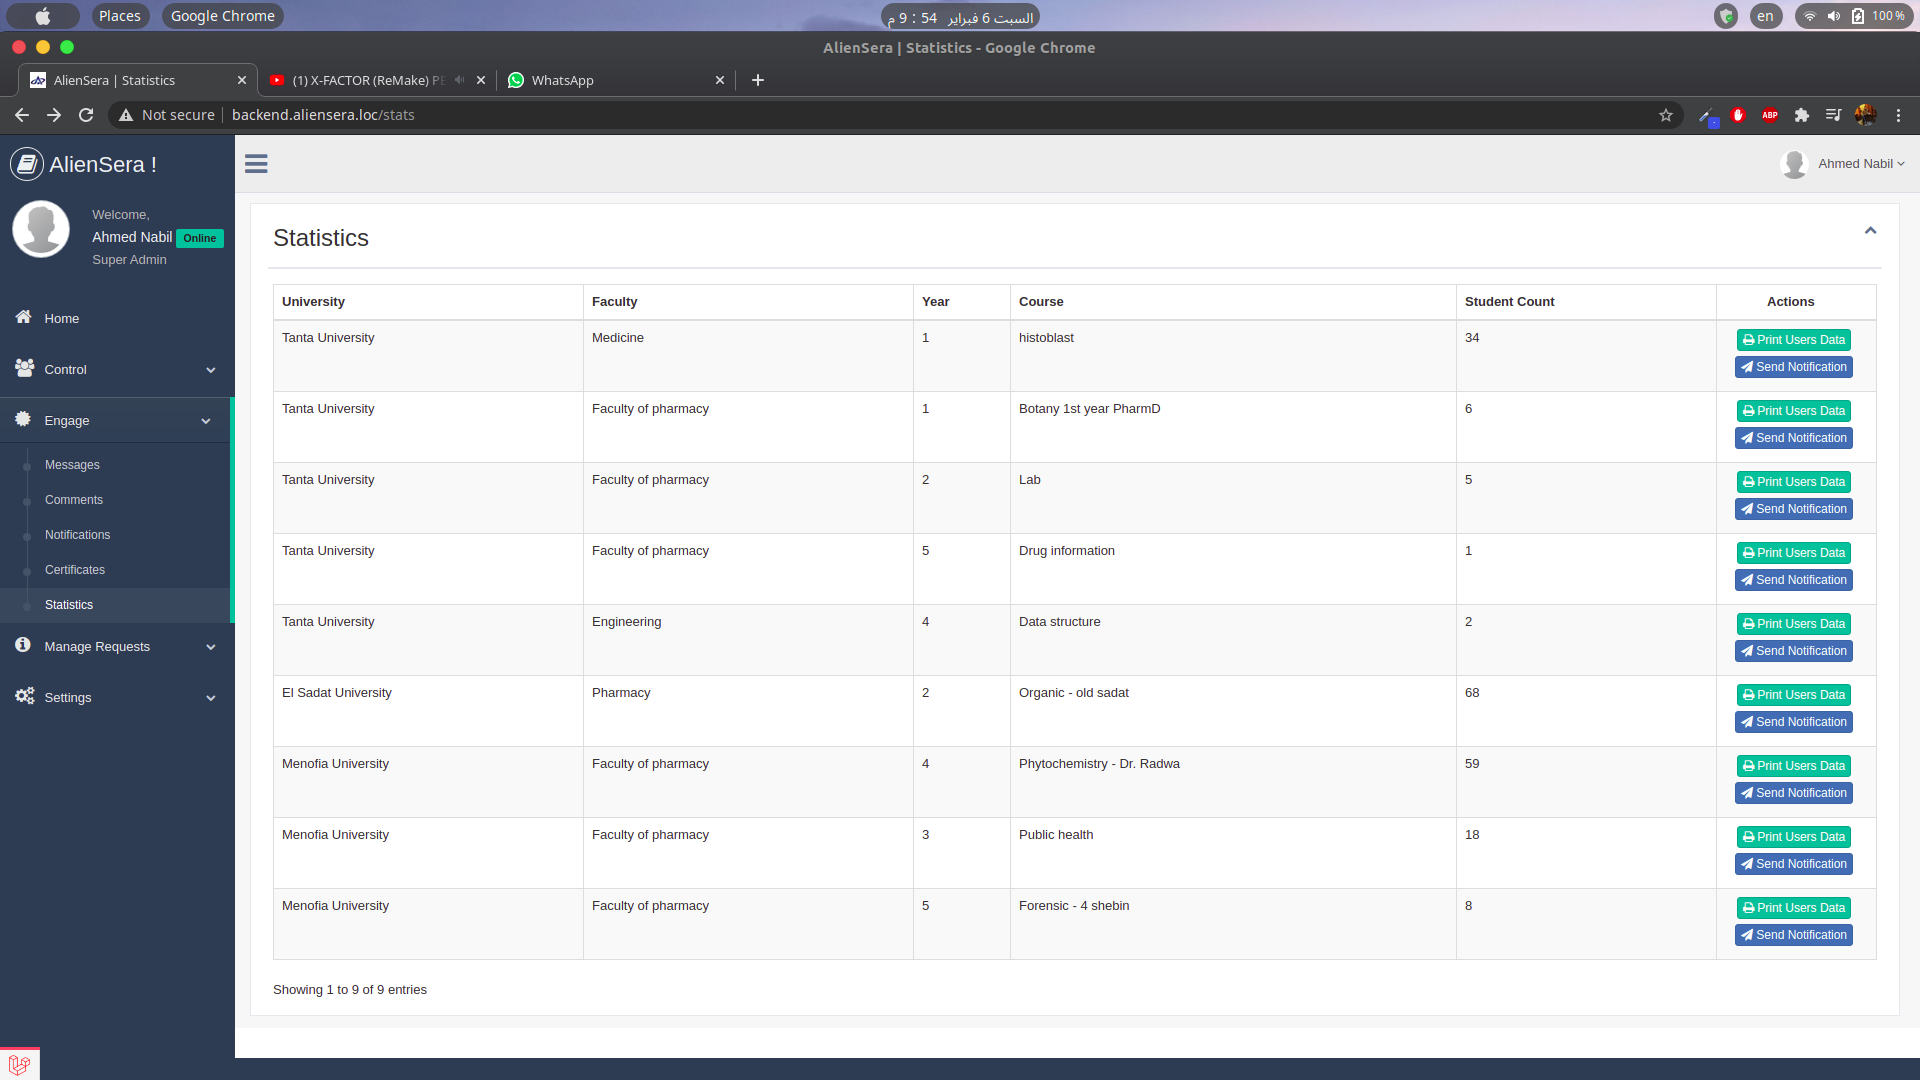 Places
Google Chrome
السبت 6 فبراير 54 : 9 م
en
100 %
AlienSera | Statistics - Google Chrome
AlienSera | Statistics
(1) X-FACTOR (ReMake) PE
WhatsApp
Not secure
backend.aliensera.loc/stats
ABP
AlienSera !
Ahmed Nabil
Welcome,
Ahmed Nabil Online
Super Admin
Home
Control
Engage
Messages
Comments
Notifications
Certificates
Statistics
Manage Requests
Settings
Statistics
University Faculty Year Course Student Count Actions
Tanta University Medicine 1 histoblast 34 Print Users Data
Send Notification
Tanta University Faculty of pharmacy 1 Botany 1st year PharmD 6 Print Users Data
Send Notification
Tanta University Faculty of pharmacy 2 Lab 5 Print Users Data
Send Notification
Tanta University Faculty of pharmacy 5 Drug information 1 Print Users Data
Send Notification
Tanta University Engineering 4 Data structure 2 Print Users Data
Send Notification
El Sadat University Pharmacy 2 Organic - old sadat 68 Print Users Data
Send Notification
Menofia University Faculty of pharmacy 4 Phytochemistry - Dr. Radwa 59 Print Users Data
Send Notification
Menofia University Faculty of pharmacy 3 Public health 18 Print Users Data
Send Notification
Menofia University Faculty of pharmacy 5 Forensic - 4 shebin 8 Print Users Data
Send Notification
Showing 1 to 9 of 9 entries